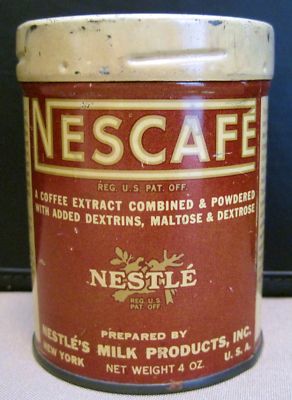 NESCAFÉ
REG. U.S. PAT. OFF.
A COFFEE EXTRACT COMBINED & POWDERED
WITH ADDED DEXTRINS, MALTOSE & DEXTROSE
NESTLÉ
REG. U.S.
PAT. OFF
PREPARED BY
NESTLÉ'S MILK PRODUCTS, INC.
NEW YORK U.S.A.
NET WEIGHT 4 OZ.